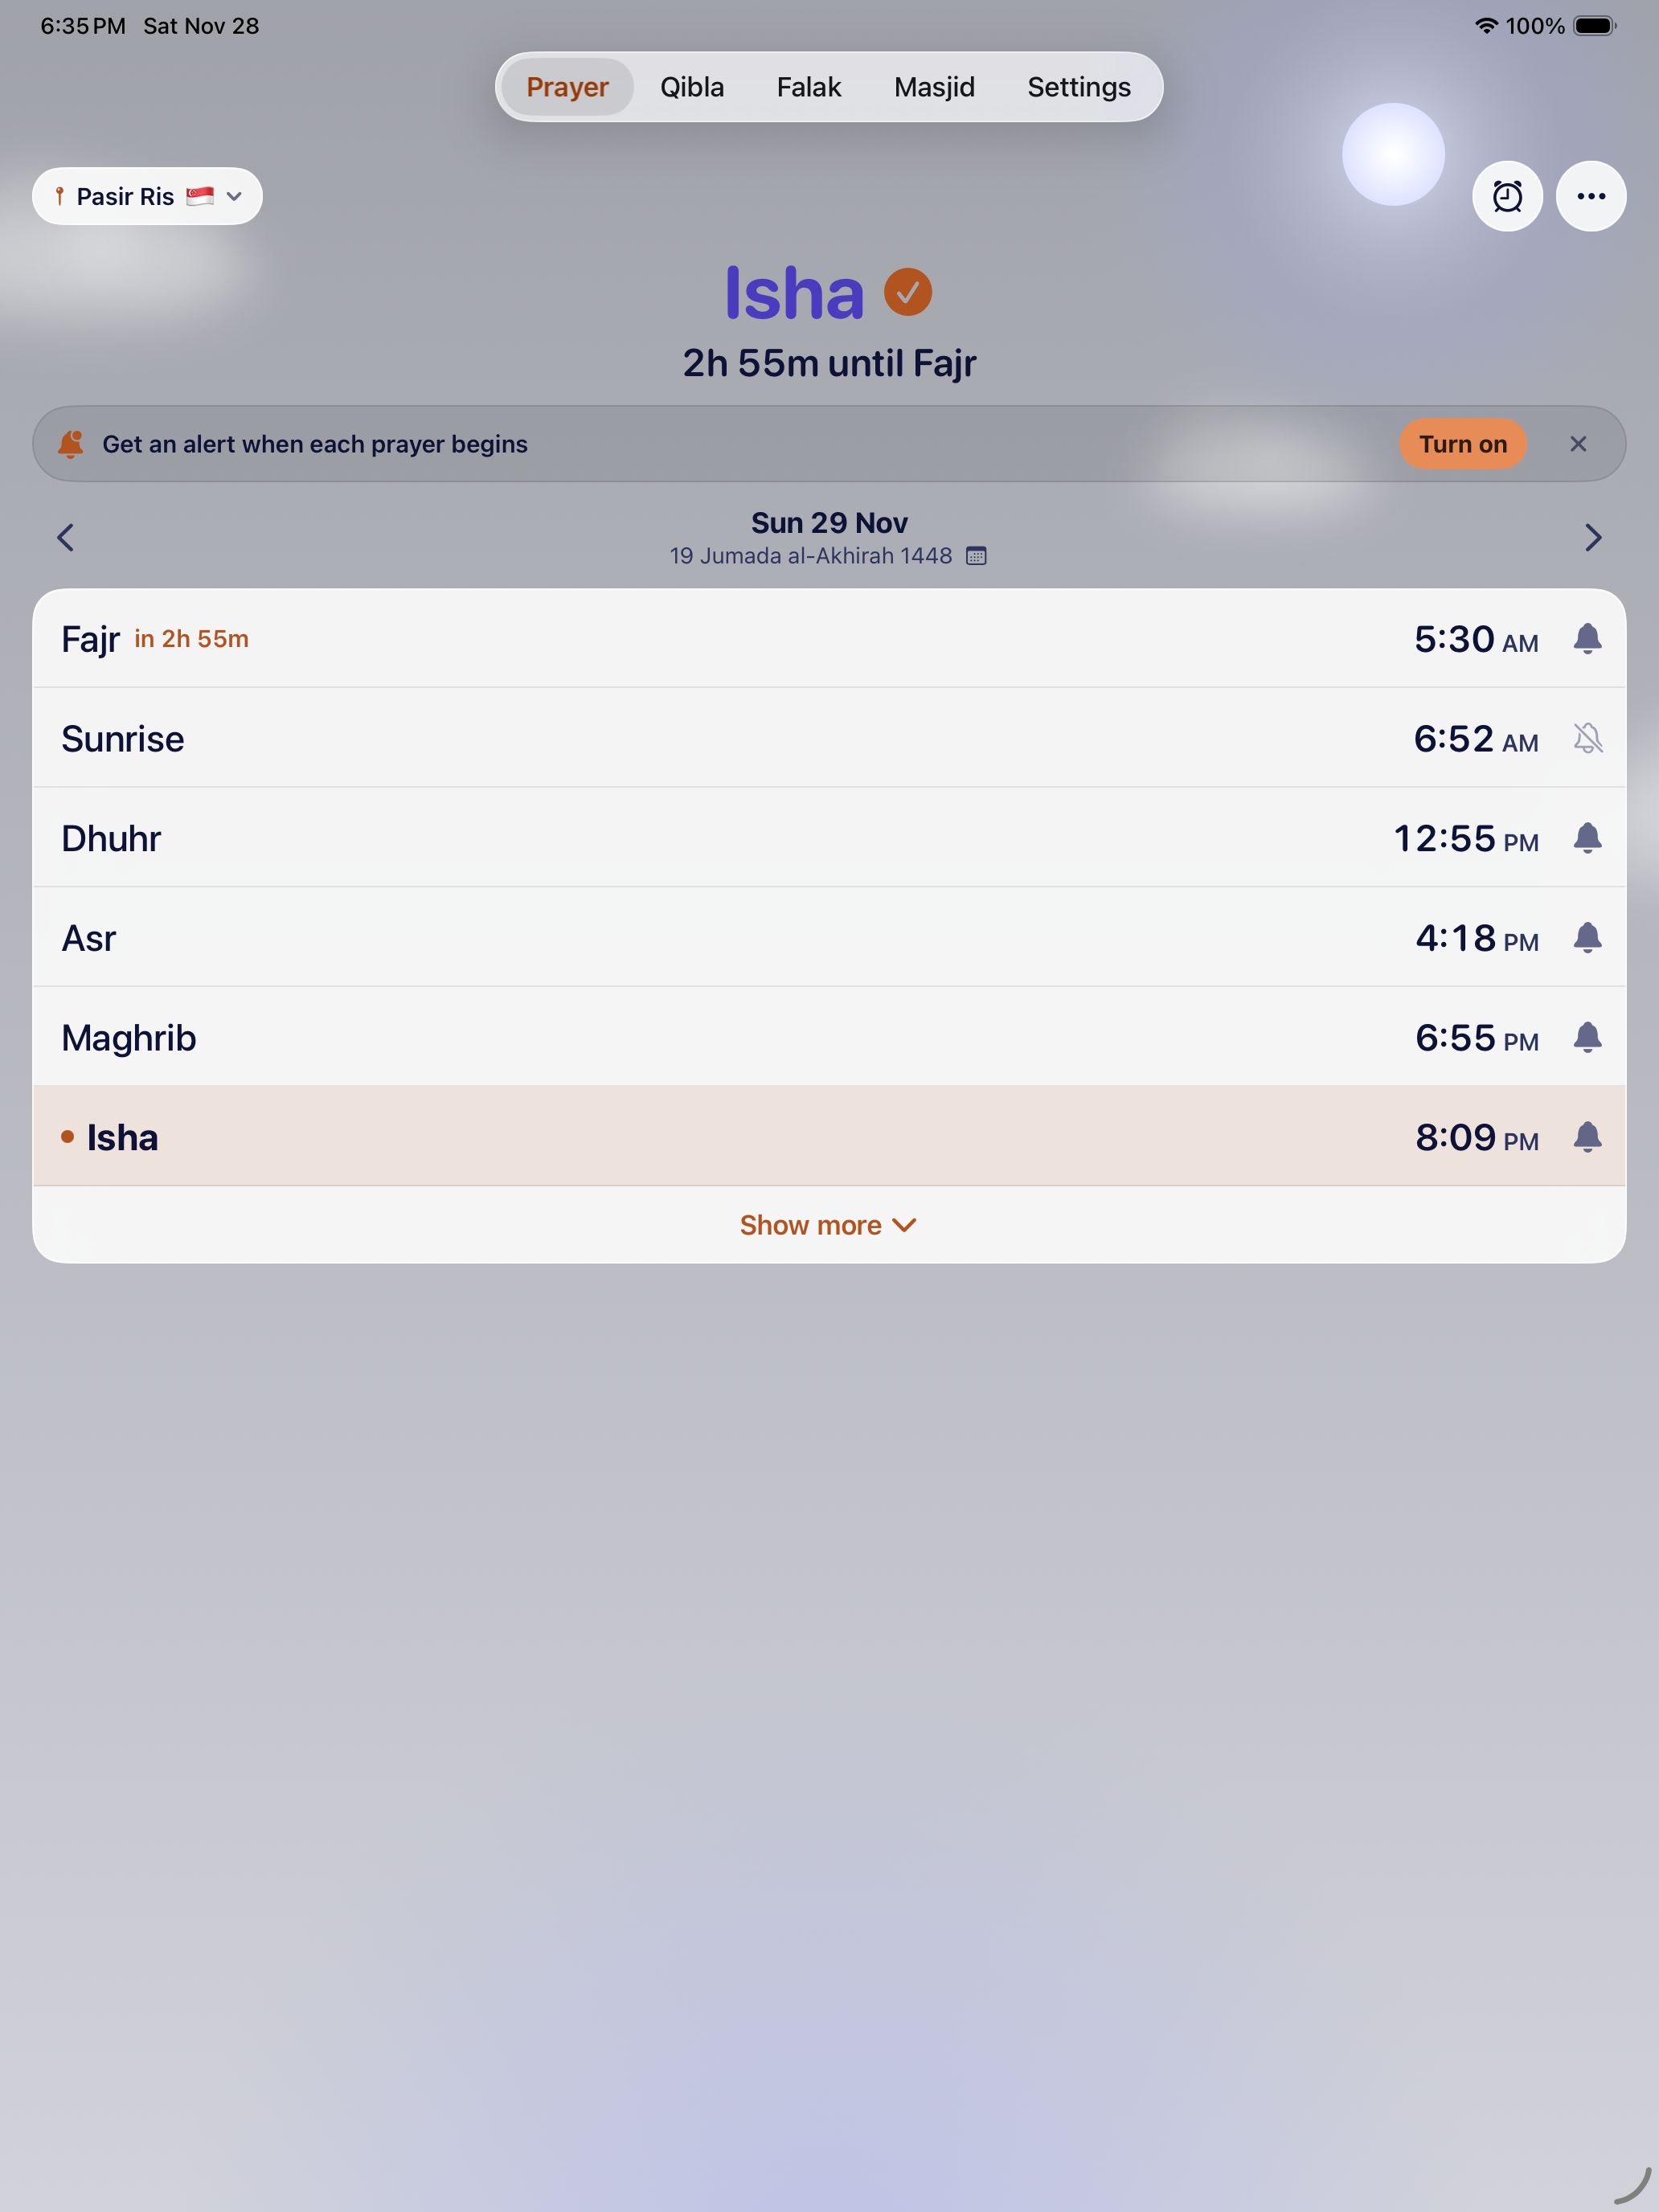 6:35 PM Sat Nov 28
100%
Prayer Qibla Falak Masjid Settings
Pasir Ris
Isha
2h 55m until Fajr
Get an alert when each prayer begins Turn on
Sun 29 Nov
19 Jumada al-Akhirah 1448
Fajr in 2h 55m 5:30 AM
Sunrise 6:52 AM
Dhuhr 12:55 PM
Asr 4:18 PM
Maghrib 6:55 PM
Isha 8:09 PM
Show more